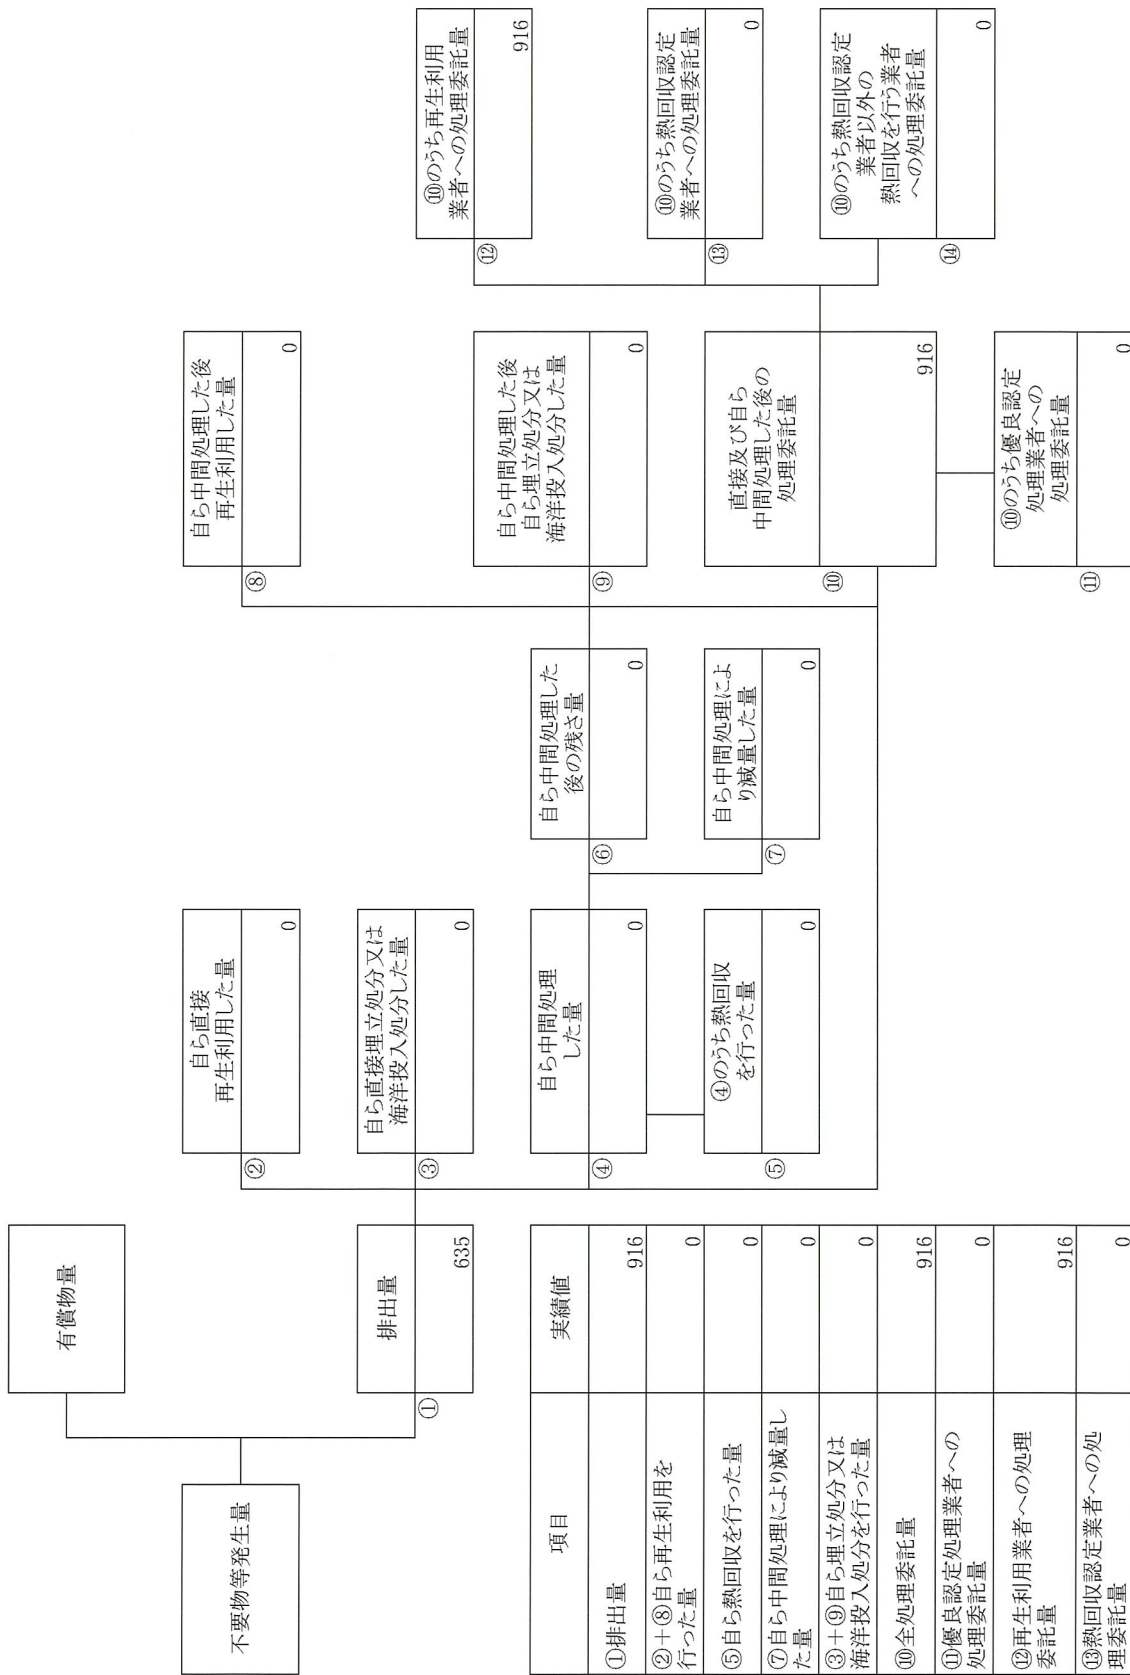 有償物量
不要物等発生量
①
排出量
635
②
自ら直接
再生利用した量
0
③
自ら直接埋立処分又は
海洋投入処分した量
0
④
自ら中間処理
した量
0
⑤
④のうち熱回収
を行った量
0
⑥
自ら中間処理した
後の残さ量
0
⑦
自ら中間処理によ
り減量した量
0
⑧
自ら中間処理した後
再生利用した量
0
⑨
自ら中間処理した後
自ら埋立処分又は
海洋投入処分した量
0
⑩
直接及び自ら
中間処理した後の
処理委託量
916
⑪
⑩のうち優良認定
処理業者への
処理委託量
0
⑫
⑩のうち再生利用
業者への処理委託量
916
⑬
⑩のうち熱回収認定
業者への処理委託量
0
⑭
⑩のうち熱回収認定
業者以外の
熱回収を行う業者
への処理委託量
0
項目 実績値
①排出量 916
②+⑧自ら再生利用を
行った量 0
⑤自ら熱回収を行った量 0
⑦自ら中間処理により減量し
た量 0
③+⑨自ら埋立処分又は
海洋投入処分を行った量 0
⑩全処理委託量 916
⑪優良認定処理業者への
処理委託量 0
⑫再生利用業者への処理
委託量 916
⑬熱回収認定業者への処
理委託量 0